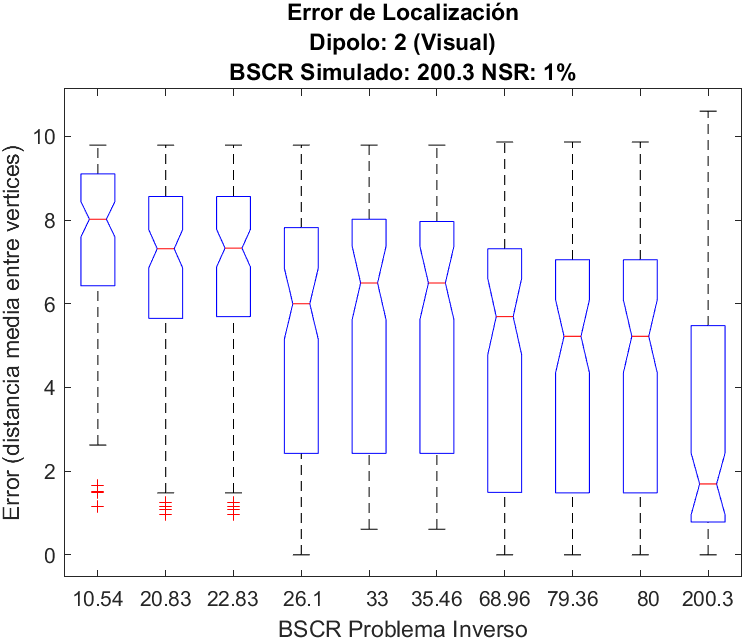 Error de Localización
Dipolo: 2 (Visual)
BSCR Simulado: 200.3 NSR: 1%
Error (distancia media entre vertices)
10
8
6
4
2
0
10.54 20.83 22.83 26.1 33 35.46 68.96 79.36 80 200.3
BSCR Problema Inverso